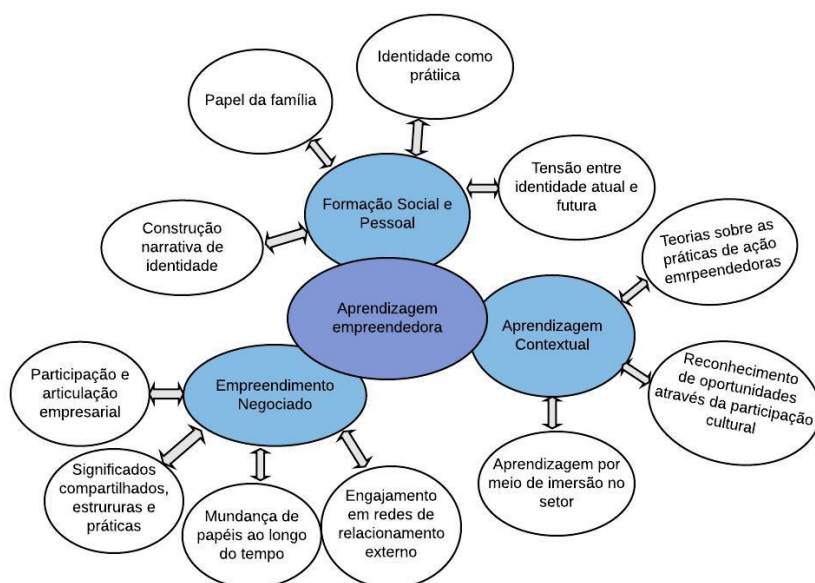 Identidade como
prátiica
Papel da família
Tensão entre
identidade atual e
futura
Formação Social e
Pessoal
Construção
narrativa de
identidade
Teorias sobre as
práticas de ação
emrpeendedoras
Aprendizagem
empreendedora
Aprendizagem
Contextual
Reconhecimento
de oportunidades
através da participação
cultural
Participação e
articulação
empresarial
Empreendimento
Negociado
Significados
compartilhados,
estrururas e
práticas
Mundança de
papéis ao longo
do tempo
Engajamento
em redes de
relacionamento
externo
Aprendizagem por
meio de imersão no
setor